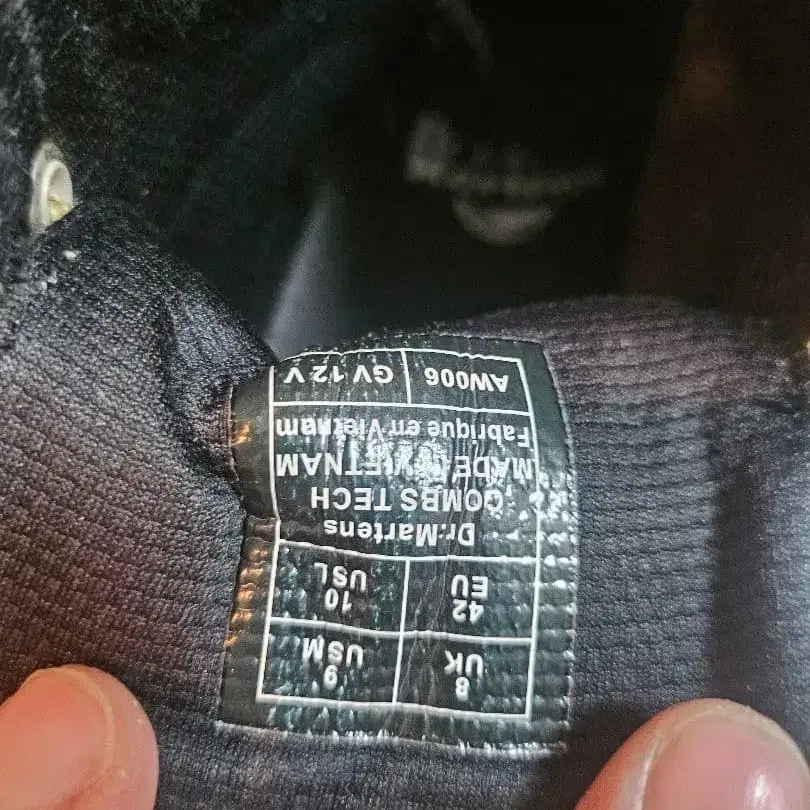 8 9
UK USM
42 10
EU USL
Dr.Martens
COMBS TECH
MADE IN VIETNAM
Fabrique en Vietnam
AW006 GV 12 V